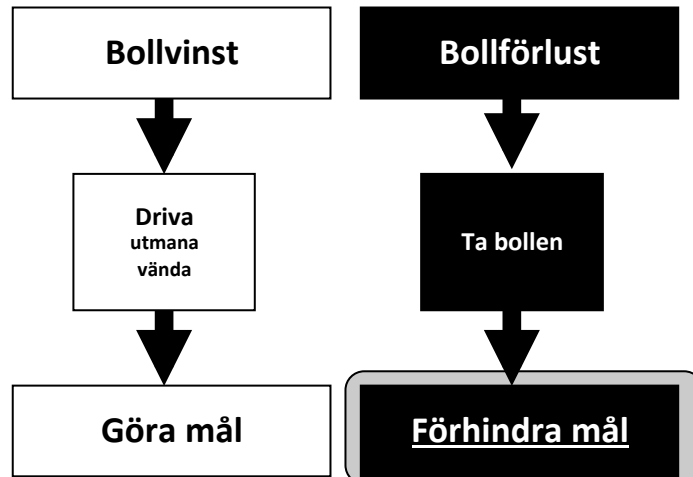 Bollvinst
Bollförlust
Driva
utmana
vända
Ta bollen
Göra mål
Förhindra mål